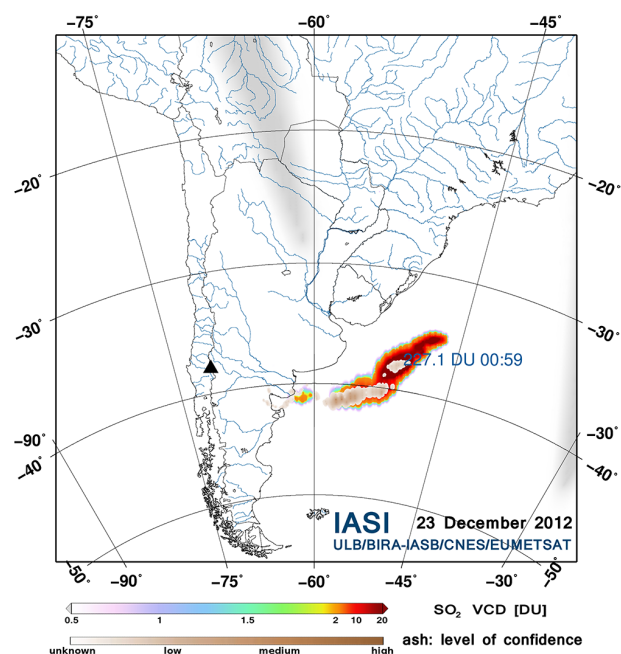 −75° −60° −45°
−20° −20°
−30° −30°
227.1 DU 00:59
−90° −30°
−40° −40°
IASI 23 December 2012
ULB/BIRA-IASB/CNES/EUMETSAT
−50° −90° −75° −60° −45° −30° −50°
SO₂ VCD [DU]
0.5 1 1.5 2 10 20
ash: level of confidence
unknown low medium high